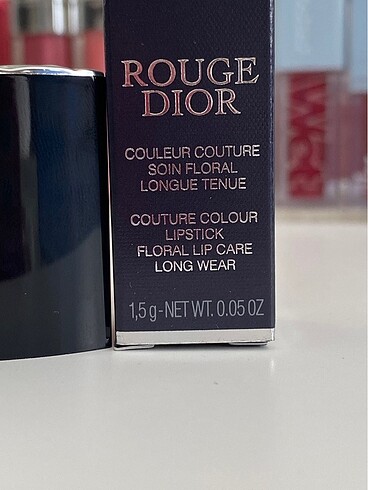 ROUGE
DIOR
COULEUR COUTURE
SOIN FLORAL
LONGUE TENUE
COUTURE COLOUR
LIPSTICK
FLORAL LIP CARE
LONG WEAR
1,5 g-NET WT. 0.05 OZ